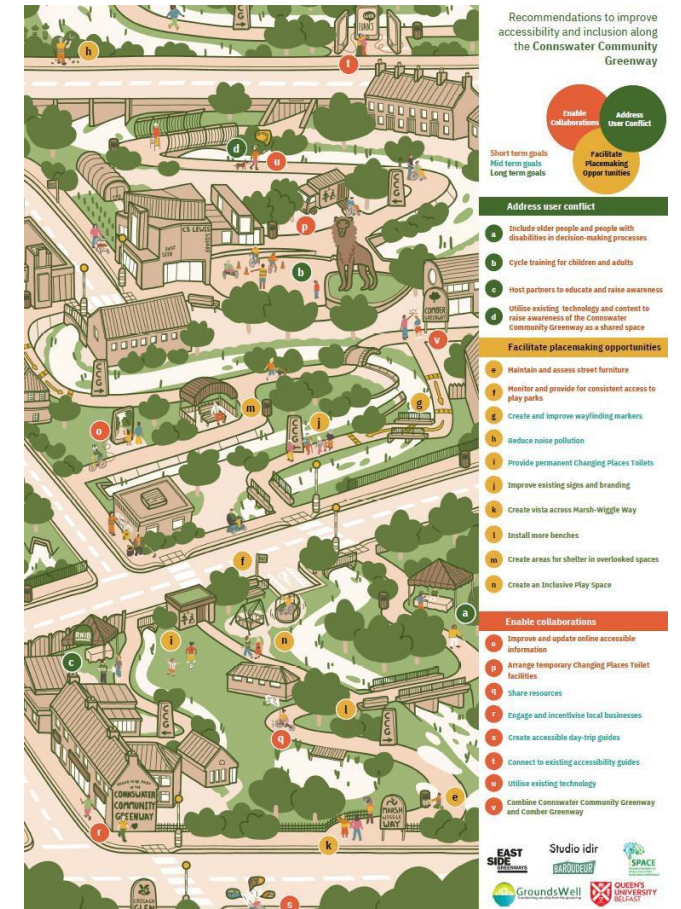 Recommendations to improve
accessibility and inclusion along
the Connswater Community
Greenway
Enable
Collaborations
Address
User Conflict
Facilitate
Placemaking
Oppor tunities
Short term goals
Mid term goals
Long term goals
Address user conflict
a
Include older people and people with
disabilities in decision-making processes
b
Cycle training for children and adults
c
Host partners to educate and raise awareness
d
Utilise existing technology and content to
raise awareness of the Connswater
Community Greenway as a shared space
Facilitate placemaking opportunities
e
Maintain and assess street furniture
f
Monitor and provide for consistent access to
play parks
g
Create and improve wayfinding markers
h
Reduce noise pollution
i
Provide permanent Changing Places Toilets
j
Improve existing signs and branding
k
Create vista across Marsh-Wiggle Way
l
Install more benches
m
Create areas for shelter in overlooked spaces
n
Create an Inclusive Play Space
Enable collaborations
o
Improve and update online accessible
information
p
Arrange temporary Changing Places Toilet
facilities
q
Share resources
r
Engage and incentivise local businesses
s
Create accessible day-trip guides
t
Connect to existing accessibility guides
u
Utilise existing technology
v
Combine Connswater Community Greenway
and Comber Greenway
EAST
SIDE
GREENWAYS
Studio idir
BAROUDEUR
SPACE
GroundsWell
QUEEN'S
UNIVERSITY
BELFAST
CCG
h
t
d
u
CCG
p
CS LEWIS
SQUARE
EAST
SIDE
b
COMBER
GREENWAY
v
CCG
m
g
CCG
j
o
f
a
i
n
RNIB
c
l
CCG
q
CONNSWATER
COMMUNITY
GREENWAY
e
MARSH
WIGGLE
WAY
r
k
CREGAGH
GLEN
s